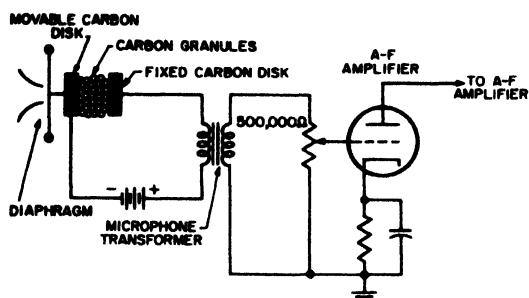 MOVABLE CARBON
DISK
CARBON GRANULES
FIXED CARBON DISK
DIAPHRAGM
- +
MICROPHONE
TRANSFORMER
500,000Ω
A-F
AMPLIFIER
TO A-F
AMPLIFIER